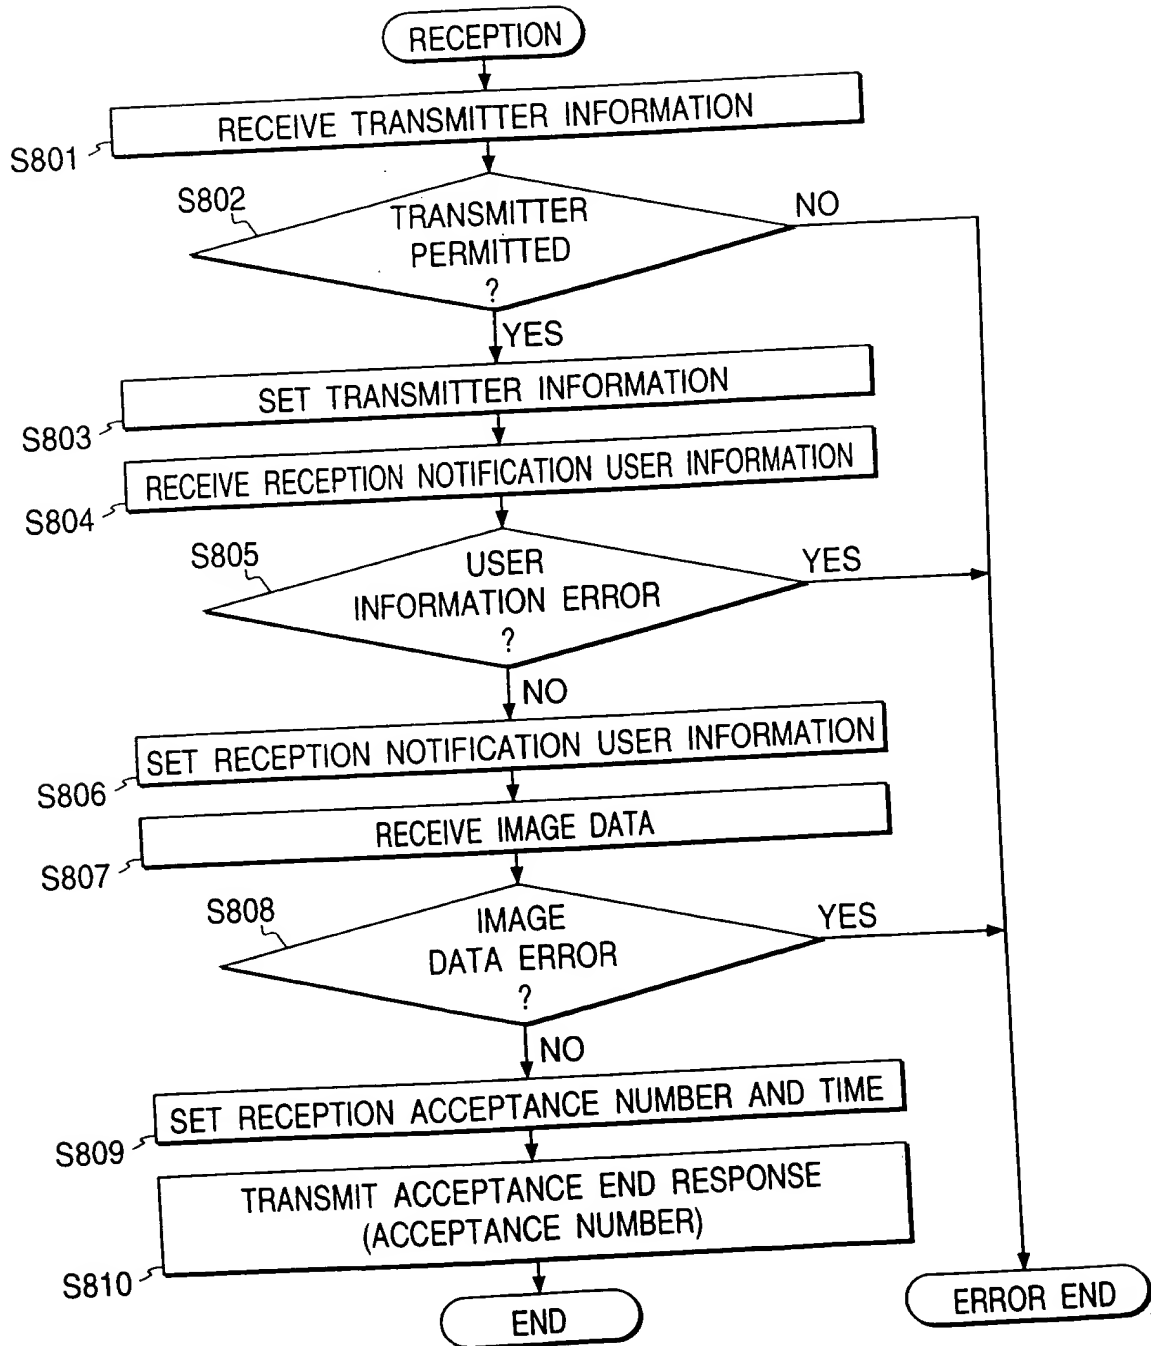 RECEPTION
RECEIVE TRANSMITTER INFORMATION
S801
S802
TRANSMITTER
PERMITTED
?
NO
YES
SET TRANSMITTER INFORMATION
S803
RECEIVE RECEPTION NOTIFICATION USER INFORMATION
S804
S805
USER
INFORMATION ERROR
?
YES
NO
SET RECEPTION NOTIFICATION USER INFORMATION
S806
RECEIVE IMAGE DATA
S807
S808
IMAGE
DATA ERROR
?
YES
NO
SET RECEPTION ACCEPTANCE NUMBER AND TIME
S809
TRANSMIT ACCEPTANCE END RESPONSE
(ACCEPTANCE NUMBER)
S810
END
ERROR END